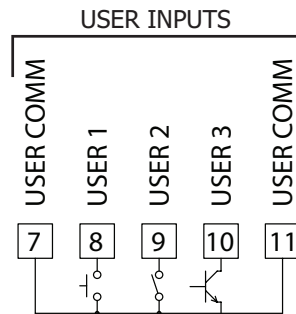 USER INPUTS
USER COMM
USER 1
USER 2
USER 3
USER COMM
7
8
9
10
11